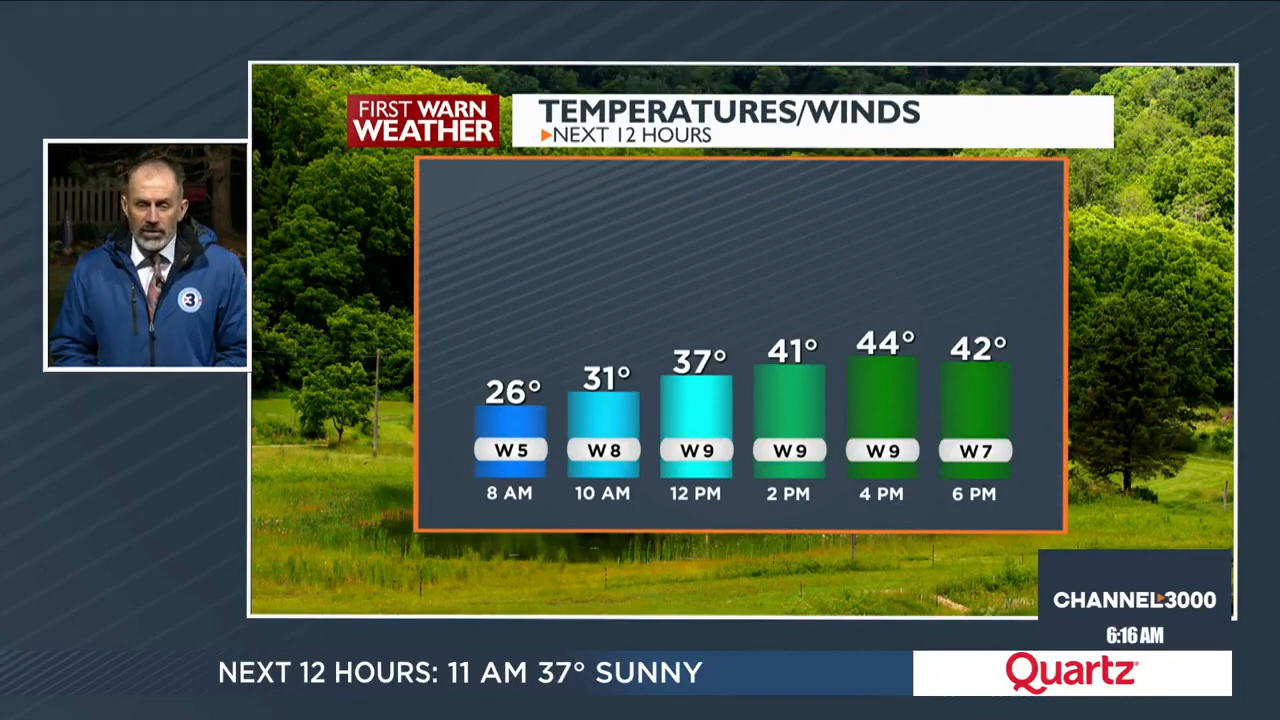 FIRST WARN
WEATHER
TEMPERATURES/WINDS
NEXT 12 HOURS
26° 31° 37° 41° 44° 42°
W 5 W 8 W 9 W 9 W 9 W 7
8 AM 10 AM 12 PM 2 PM 4 PM 6 PM
3
CHANNEL3000
6:16 AM
NEXT 12 HOURS: 11 AM 37° SUNNY
Quartz